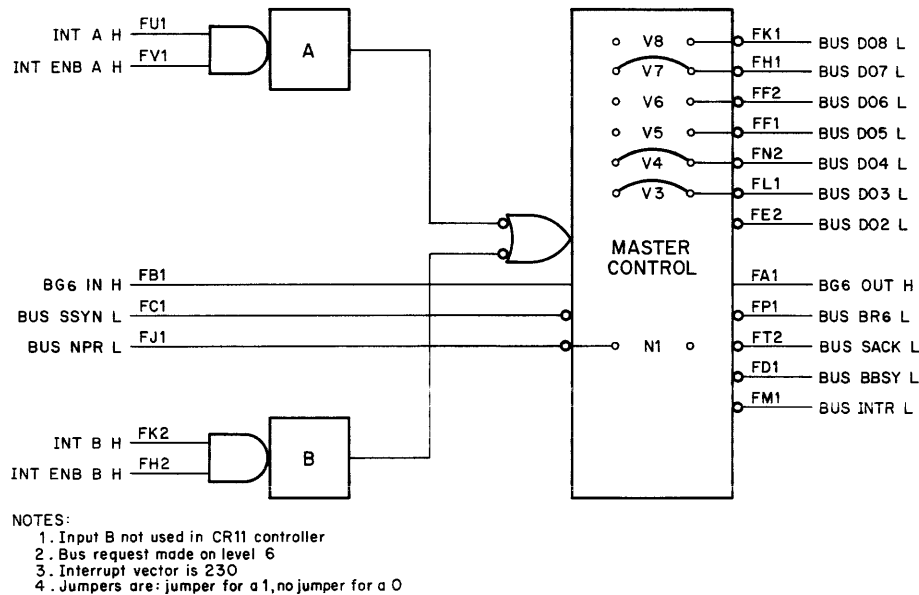 INT A H FU1
INT ENB A H FV1
A
V8 FK1 BUS D08 L
V7 FH1 BUS D07 L
V6 FF2 BUS D06 L
V5 FF1 BUS D05 L
V4 FN2 BUS D04 L
V3 FL1 BUS D03 L
FE2 BUS D02 L
MASTER
CONTROL
BG6 IN H FB1
FA1 BG6 OUT H
BUS SSYN L FC1
FP1 BUS BR6 L
BUS NPR L FJ1
N1 FT2 BUS SACK L
FD1 BUS BBSY L
FM1 BUS INTR L
INT B H FK2
INT ENB B H FH2
B
NOTES:
1. Input B not used in CR11 controller
2. Bus request made on level 6
3. Interrupt vector is 230
4. Jumpers are: jumper for a 1, no jumper for a 0